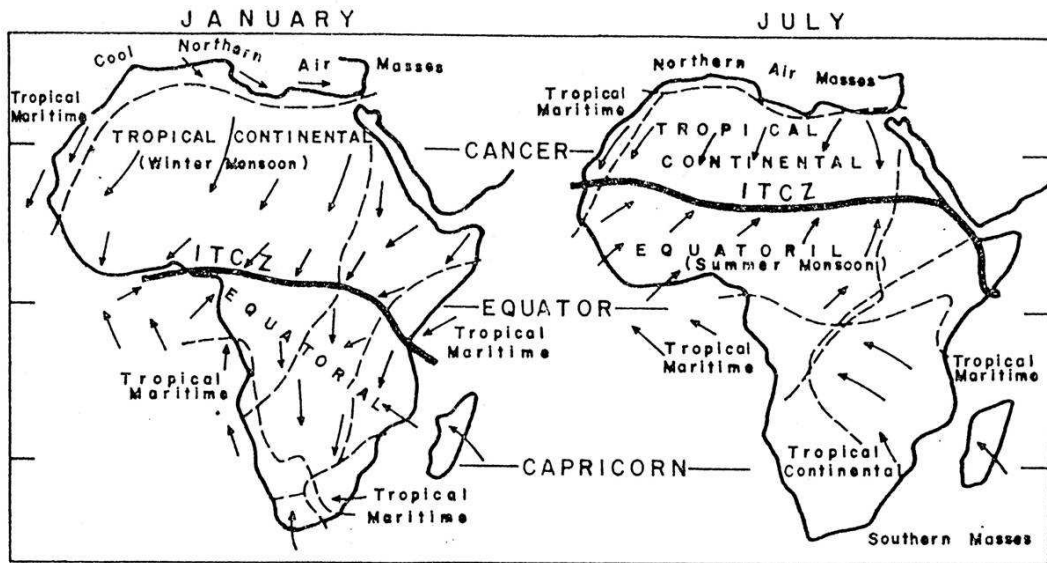 JANUARY
Cool Northern Air Masses
Tropical
Maritime
TROPICAL CONTINENTAL
(Winter Monsoon)
ITCZ
EQUATORIAL
Tropical
Maritime
Tropical
Maritime
Tropical
Maritime
CANCER
EQUATOR
CAPRICORN
JULY
Northern Air Masses
Tropical
Maritime
TROPICAL
CONTINENTAL
ITCZ
EQUATORIL
(Summer Monsoon)
Tropical
Maritime
Tropical
Maritime
Tropical
Continental
Southern Masses